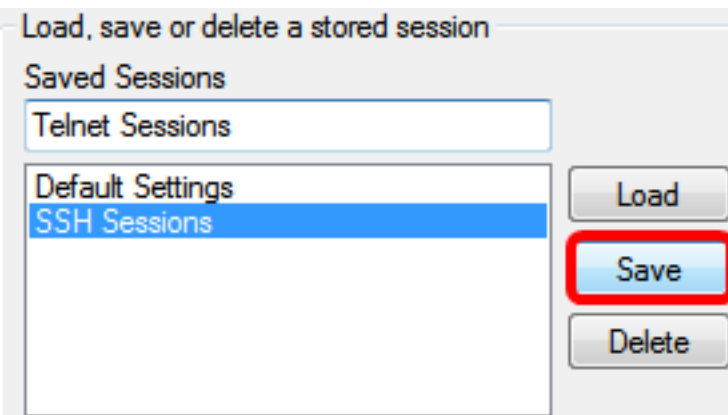 Load, save or delete a stored session
Saved Sessions
Telnet Sessions
Default Settings
SSH Sessions
Load
Save
Delete